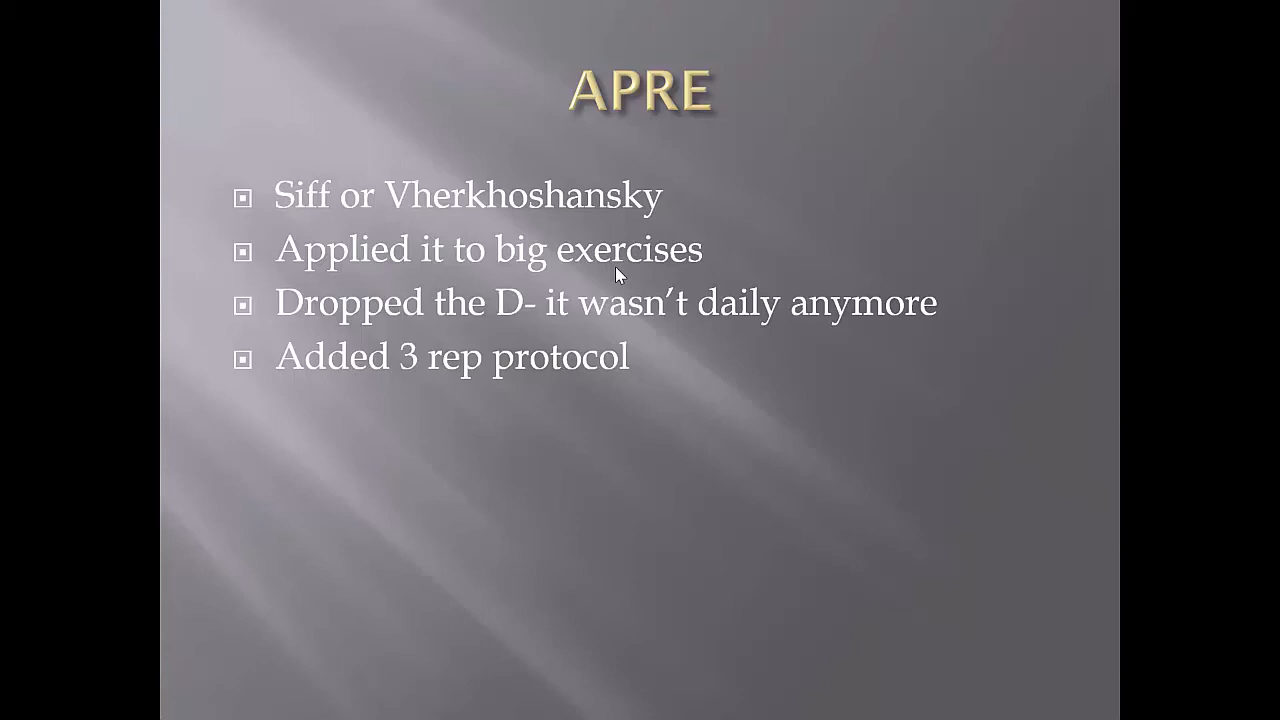 APRE
Siff or Vherkhoshansky
Applied it to big exercises
Dropped the D- it wasn’t daily anymore
Added 3 rep protocol